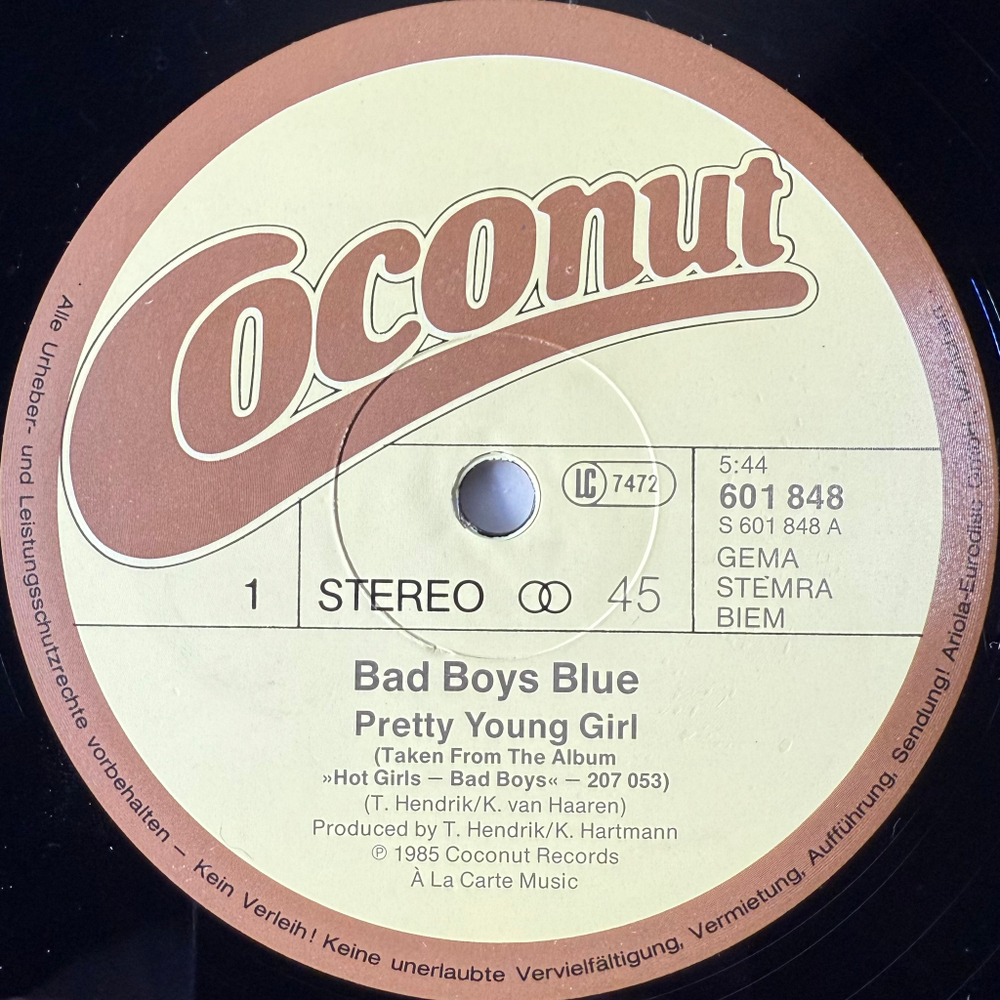 Coconut
LC 7472
5:44
601 848
S 601 848 A
GEMA
STEMRA
BIEM
1
STEREO
45
Bad Boys Blue
Pretty Young Girl
(Taken From The Album
»Hot Girls – Bad Boys« – 207 053)
(T. Hendrik/K. van Haaren)
Produced by T. Hendrik/K. Hartmann
℗ 1985 Coconut Records
À La Carte Music
Alle Urheber- und Leistungsschutzrechte vorbehalten – Kein Verleih! Keine unerlaubte Vervielfältigung, Vermietung, Aufführung, Sendung! Ariola-Eurodisc